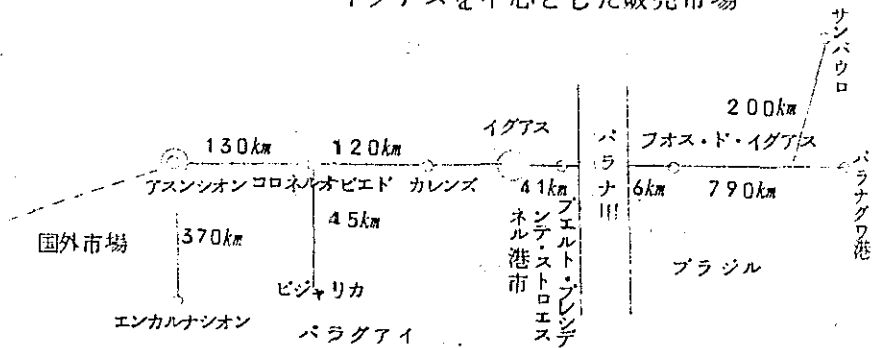 イグアスを中心とした販売市場
サンパウロ
200km
130km
120km
イグアス
パラナ川
フオス・ド・イグアス
アスンシオン
コロネルオビエド
カレンズ
41km
6km
790km
パラナグワ港
国外市場
370km
45km
プエルト・プレシデ
ンテ・ストロエス
ネル港市
ブラジル
ビジャリカ
エンカルナシオン
パラグアイ